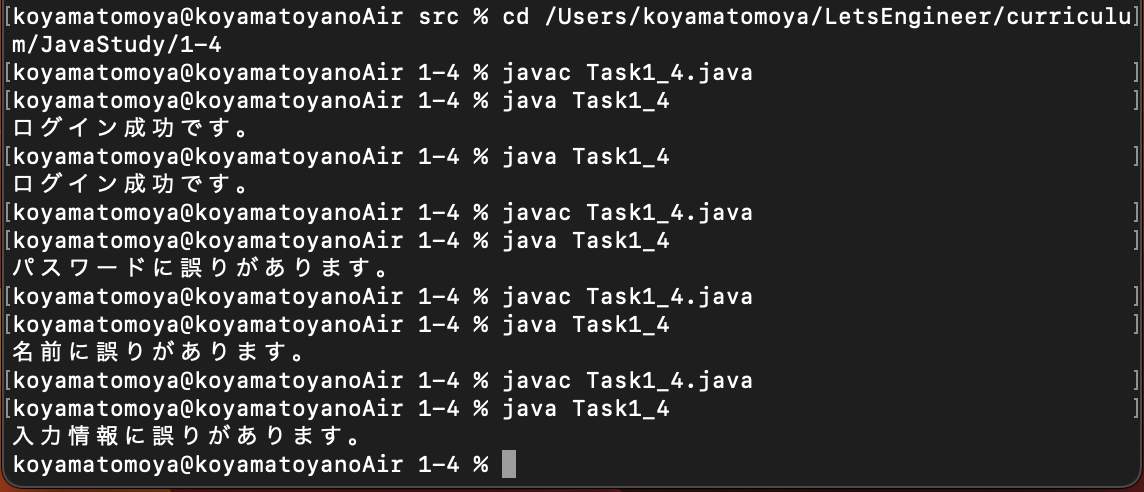 [koyamatomoya@koyamatoyanoAir src % cd /Users/koyamatomoya/LetsEngineer/curriculu]
m/JavaStudy/1-4
[koyamatomoya@koyamatoyanoAir 1-4 % javac Task1_4.java]
[koyamatomoya@koyamatoyanoAir 1-4 % java Task1_4]
ログイン成功です。
[koyamatomoya@koyamatoyanoAir 1-4 % java Task1_4]
ログイン成功です。
[koyamatomoya@koyamatoyanoAir 1-4 % javac Task1_4.java]
[koyamatomoya@koyamatoyanoAir 1-4 % java Task1_4]
パスワードに誤りがあります。
[koyamatomoya@koyamatoyanoAir 1-4 % javac Task1_4.java]
[koyamatomoya@koyamatoyanoAir 1-4 % java Task1_4]
名前に誤りがあります。
[koyamatomoya@koyamatoyanoAir 1-4 % javac Task1_4.java]
[koyamatomoya@koyamatoyanoAir 1-4 % java Task1_4]
入力情報に誤りがあります。
koyamatomoya@koyamatoyanoAir 1-4 %